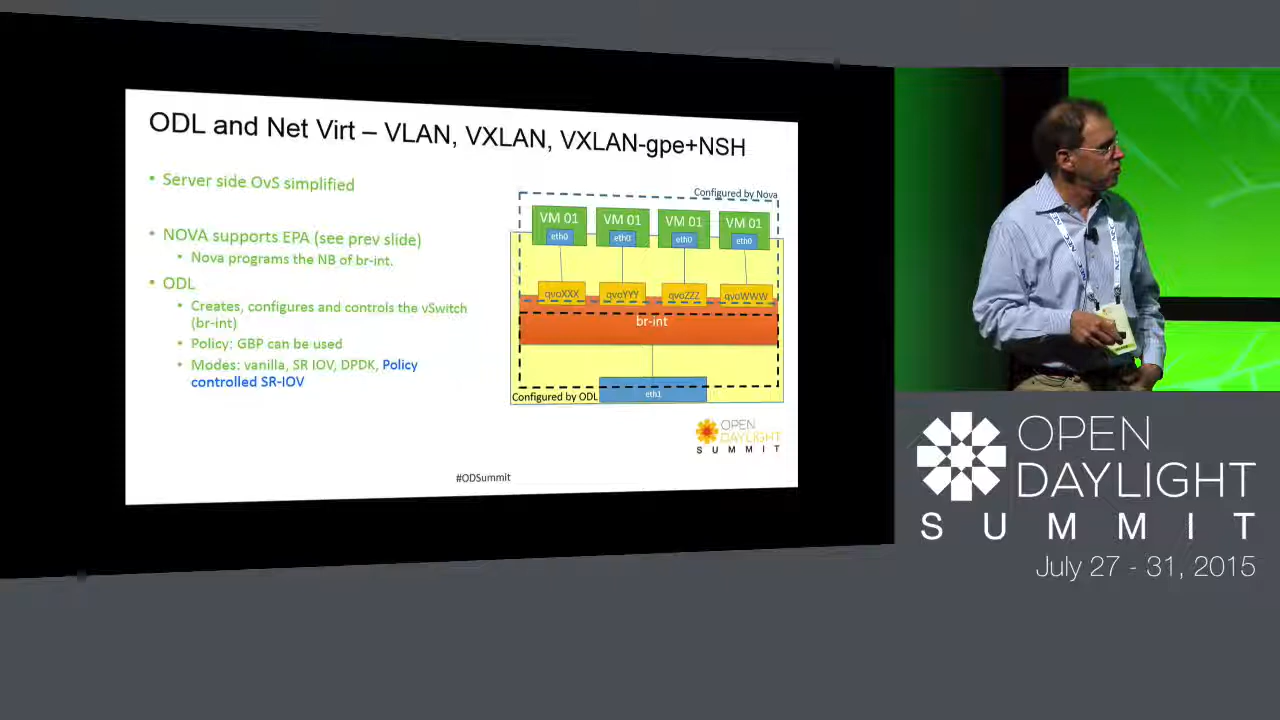 ODL and Net Virt – VLAN, VXLAN, VXLAN-gpe+NSH
• Server side OvS simplified
• NOVA supports EPA (see prev slide)
• Nova programs the NB of br-int.
• ODL
• Creates, configures and controls the vSwitch
(br-int)
• Policy: GBP can be used
• Modes: vanilla, SR IOV, DPDK, Policy
controlled SR-IOV
Configured by Nova
VM 01 VM 01 VM 01 VM 01
eth0 eth0 eth0 eth0
qvoXXX qvoYYY qvoZZZ qvoWWW
br-int
Configured by ODL
eth1
OPEN
DAYLIGHT
SUMMIT
#ODSummit
NEC
NEC
OPEN
DAYLIGHT
SUMMIT
July 27 - 31, 2015